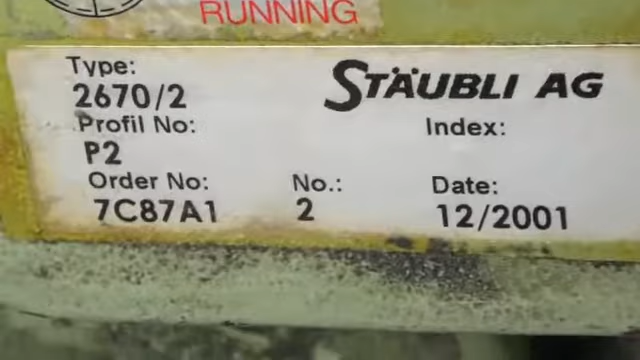 RUNNING
Type:
2670/2
STÄUBLI AG
Profil No:
Index:
P2
Order No: No.: Date:
7C87A1 2 12/2001